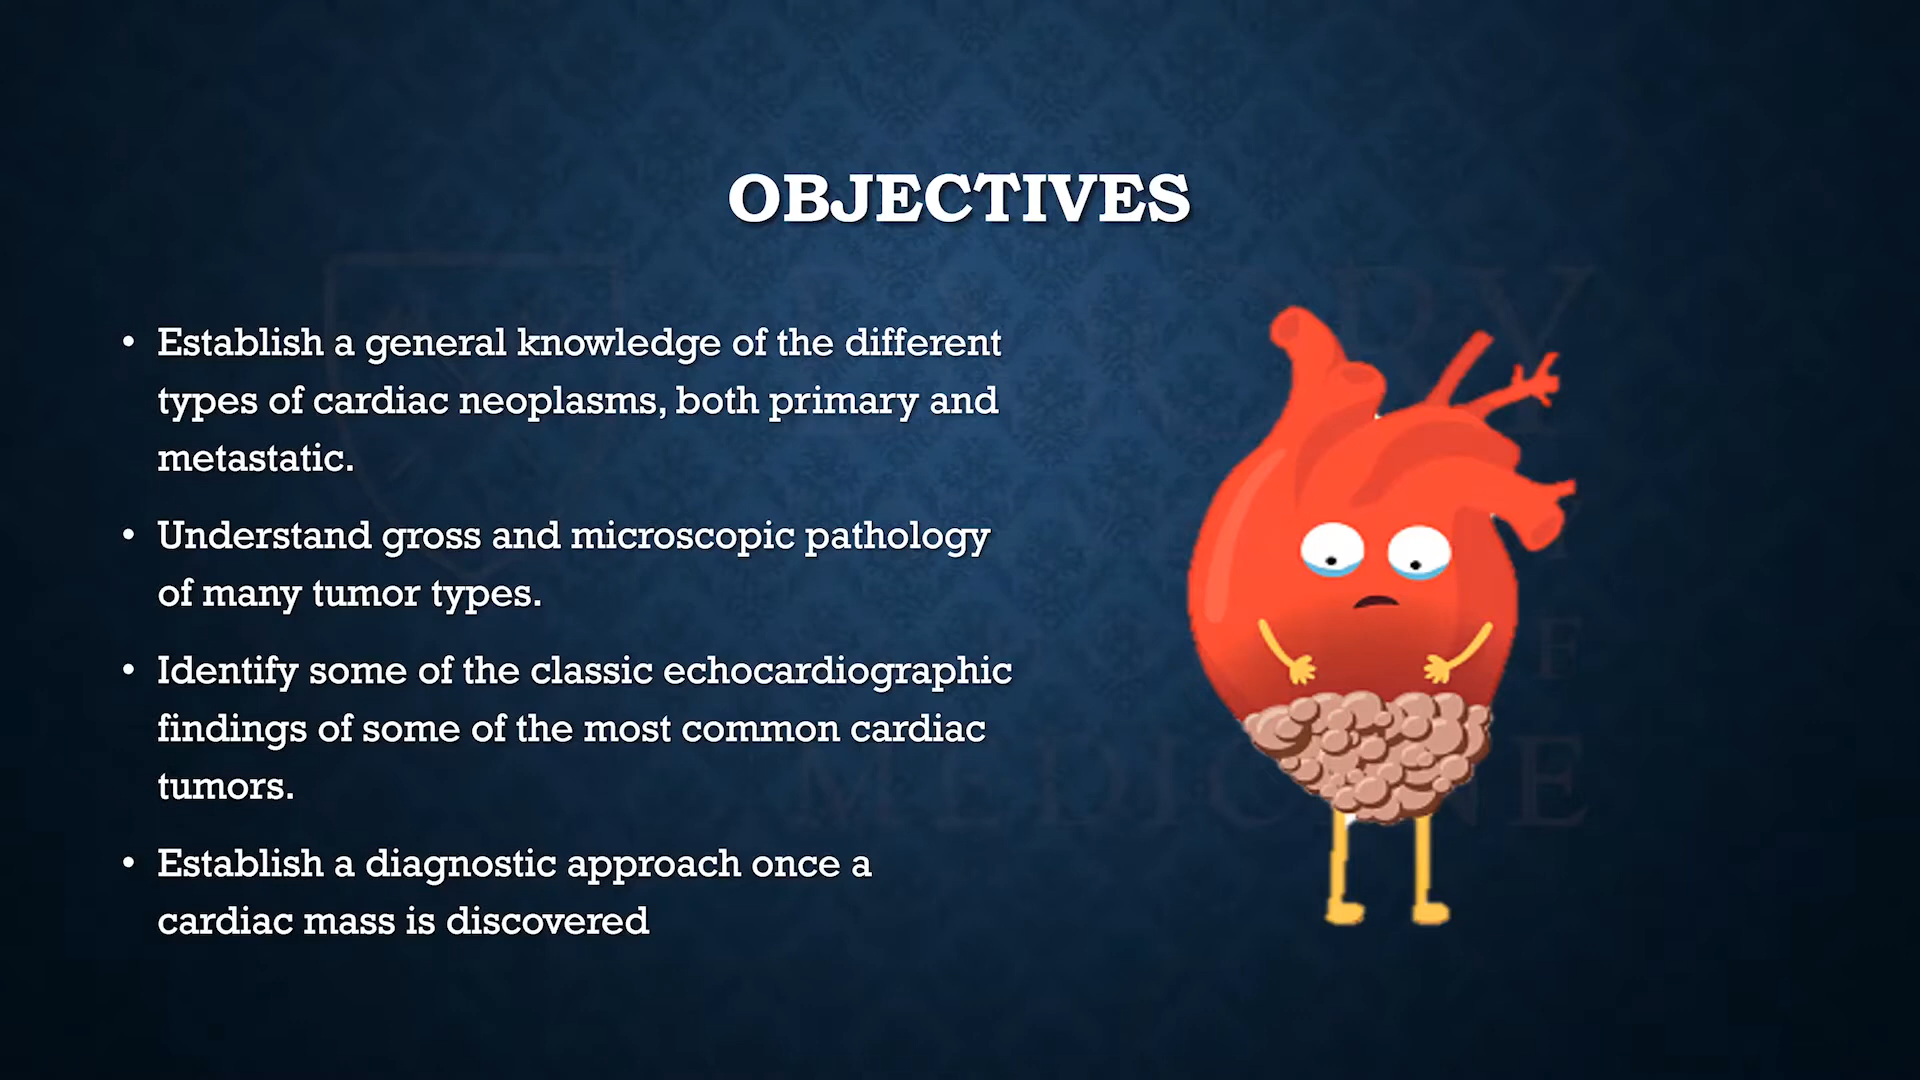 OBJECTIVES
• Establish a general knowledge of the different
types of cardiac neoplasms, both primary and
metastatic.
• Understand gross and microscopic pathology
of many tumor types.
• Identify some of the classic echocardiographic
findings of some of the most common cardiac
tumors.
• Establish a diagnostic approach once a
cardiac mass is discovered